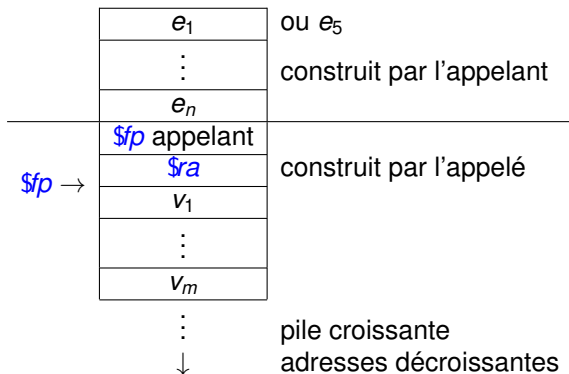 e1 ou e5
⋮ construit par l'appelant
en
$fp appelant
$fp → $ra construit par l'appelé
v1
⋮
vm
⋮ pile croissante
↓ adresses décroissantes